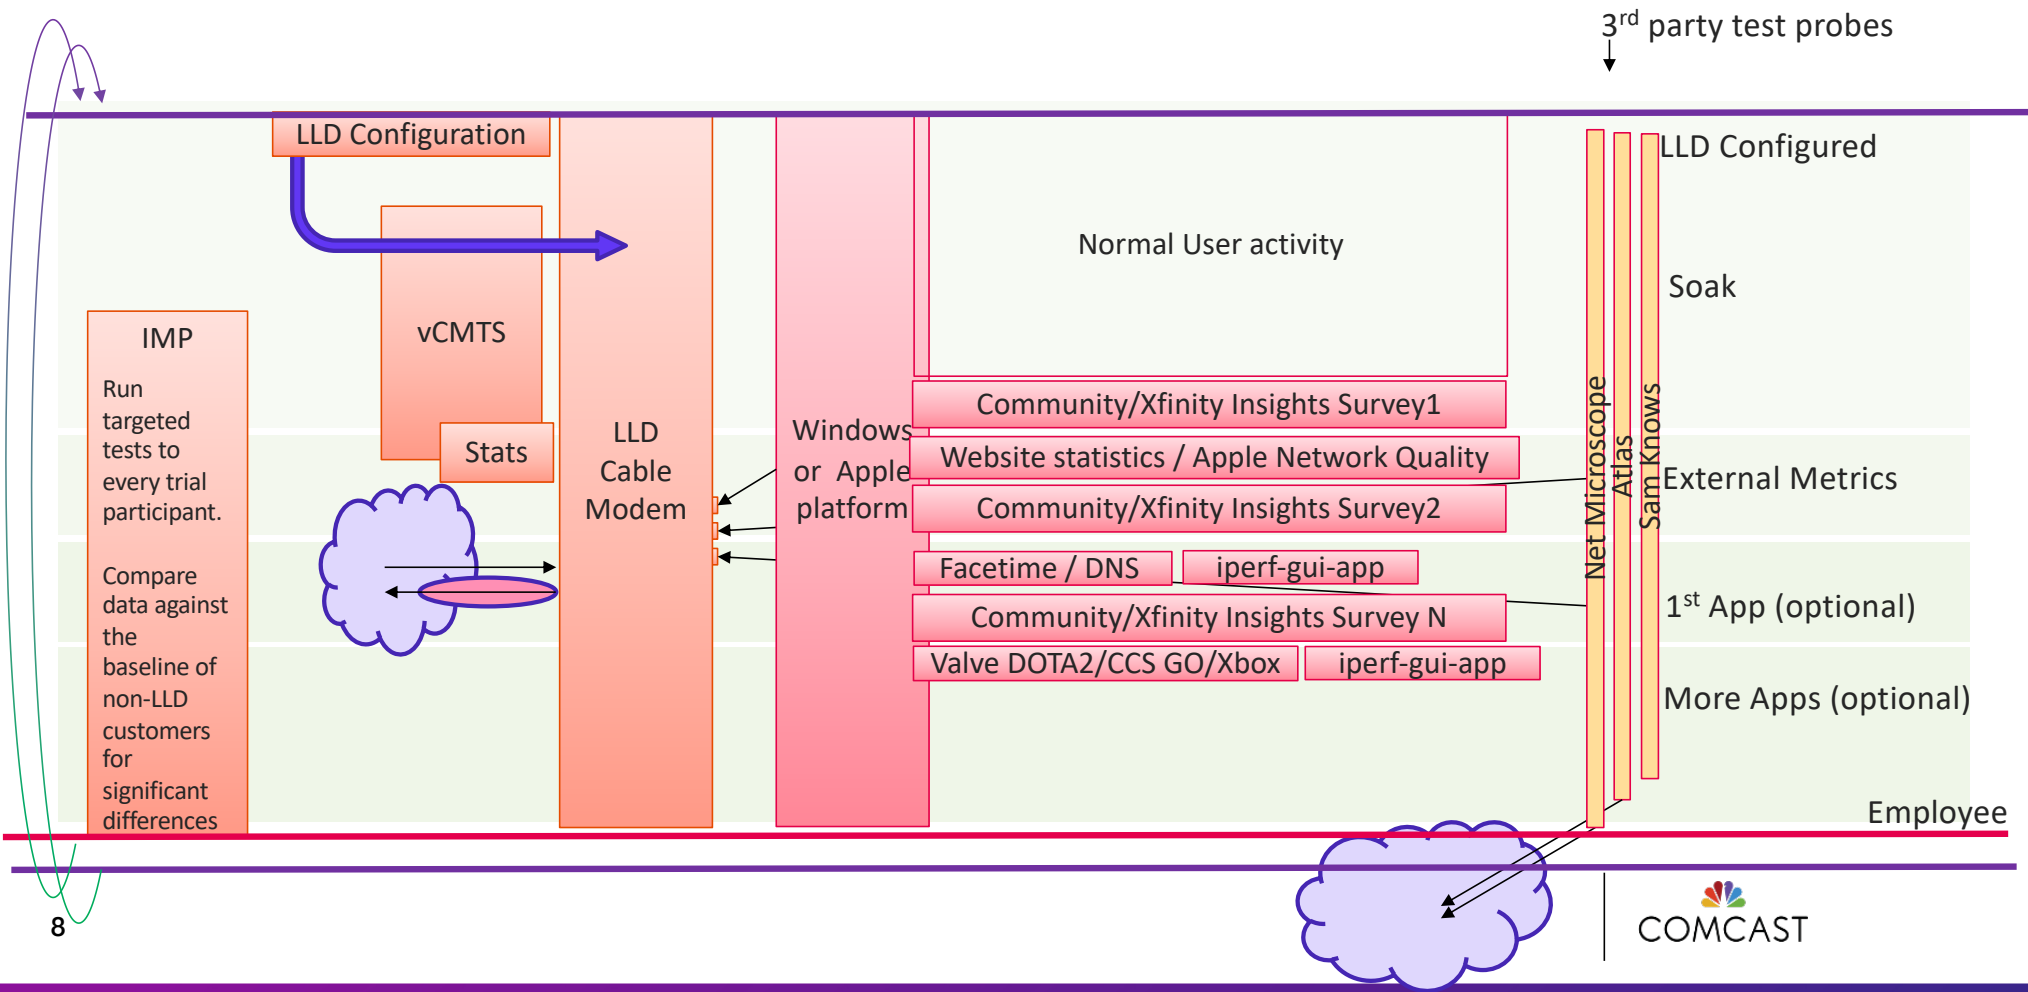 3rd party test probes
LLD Configuration
LLD Configured
Normal User activity
Soak
IMP
Run
targeted
tests to
every trial
participant.
Compare
data against
the
baseline of
non-LLD
customers
for
significant
differences
vCMTS
Stats
LLD
Cable
Modem
Windows
or Apple
platform
Community/Xfinity Insights Survey1
Website statistics / Apple Network Quality
Community/Xfinity Insights Survey2
Facetime / DNS
iperf-gui-app
Community/Xfinity Insights Survey N
Valve DOTA2/CCS GO/Xbox
iperf-gui-app
Net Microscope
Atlas
Sam Knows
External Metrics
1st App (optional)
More Apps (optional)
Employee
8
COMCAST